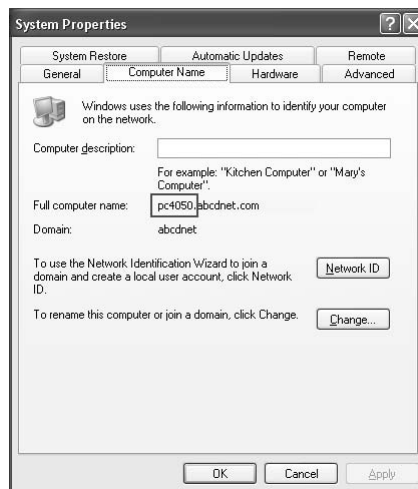 System Properties
System Restore Automatic Updates Remote
General Computer Name Hardware Advanced
Windows uses the following information to identify your computer
on the network.
Computer description:
For example: "Kitchen Computer" or "Mary's
Computer".
Full computer name: pc4050.abcdnet.com
Domain: abcdnet
To use the Network Identification Wizard to join a
domain and create a local user account, click Network
ID.
Network ID
To rename this computer or join a domain, click Change.
Change...
OK Cancel Apply